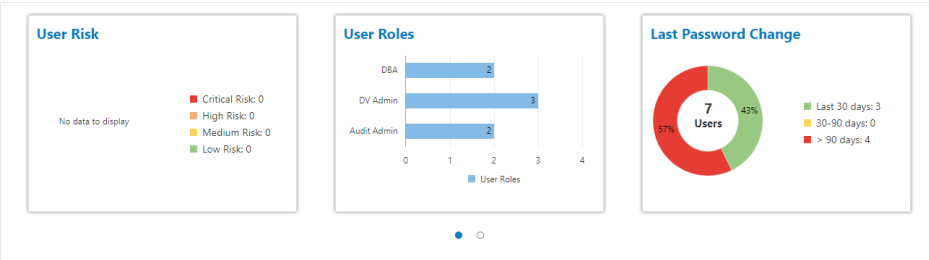 User Risk
No data to display
Critical Risk: 0
High Risk: 0
Medium Risk: 0
Low Risk: 0
User Roles
DBA
2
DV Admin
3
Audit Admin
2
0 1 2 3 4
User Roles
Last Password Change
7
Users
43%
57%
Last 30 days: 3
30-90 days: 0
> 90 days: 4